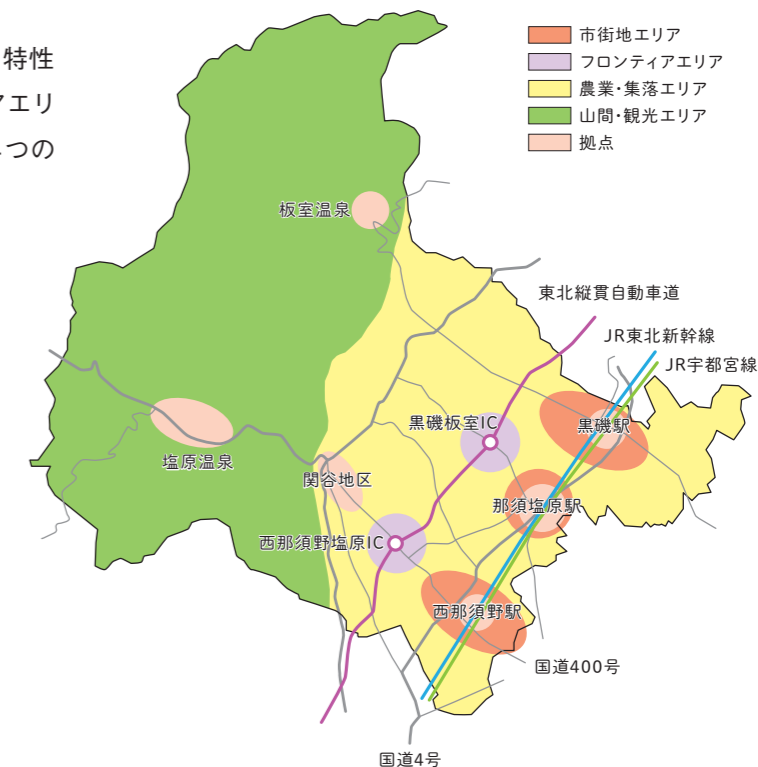 特性
アエリ
つの
市街地エリア
フロンティアエリア
農業・集落エリア
山間・観光エリア
拠点
板室温泉
東北縦貫自動車道
JR東北新幹線
JR宇都宮線
黒磯板室IC
黒磯駅
塩原温泉
関谷地区
那須塩原駅
西那須野塩原IC
西那須野駅
国道400号
国道4号